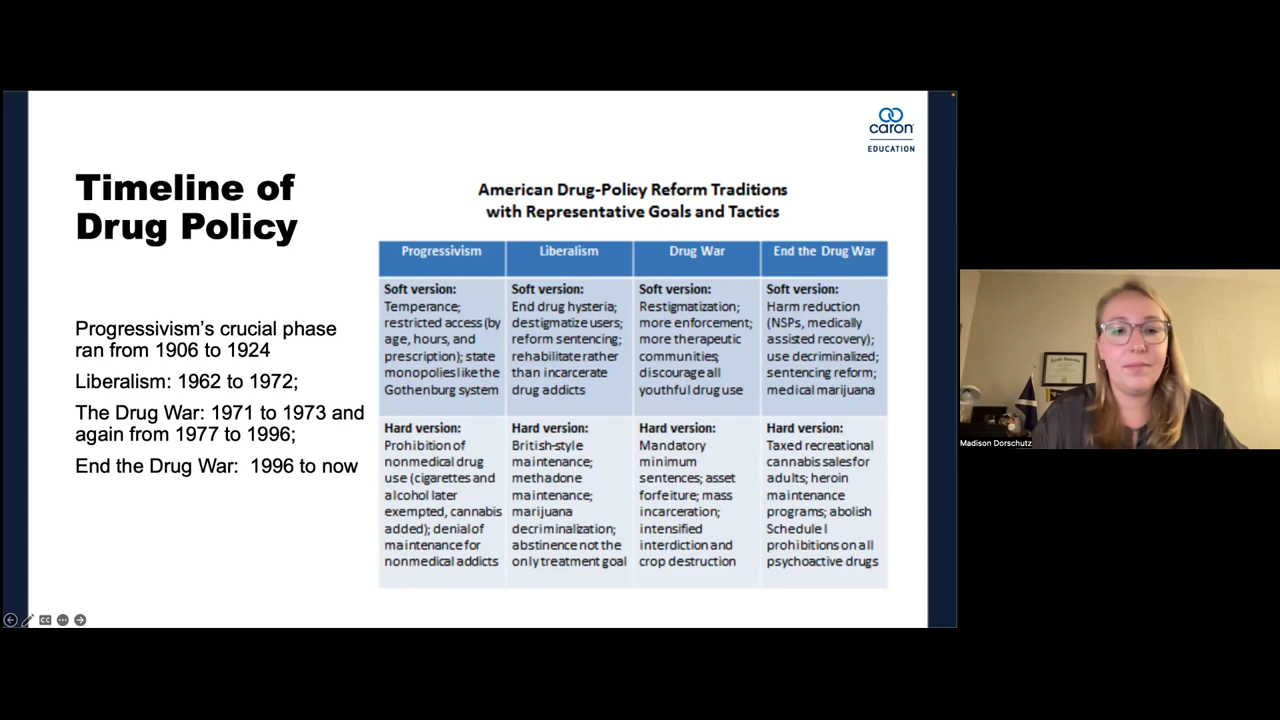 caron
EDUCATION
Timeline of
Drug Policy
Progressivism’s crucial phase
ran from 1906 to 1924
Liberalism: 1962 to 1972;
The Drug War: 1971 to 1973 and
again from 1977 to 1996;
End the Drug War:  1996 to now
American Drug-Policy Reform Traditions
with Representative Goals and Tactics
Progressivism
Soft version:
Temperance;
restricted access (by
age, hours, and
prescription); state
monopolies like the
Gothenburg system
Hard version:
Prohibition of
nonmedical drug
use (cigarettes and
alcohol later
exempted, cannabis
added); denial of
maintenance for
nonmedical addicts
Liberalism
Soft version:
End drug hysteria;
destigmatize users;
reform sentencing;
rehabilitate rather
than incarcerate
drug addicts
Hard version:
British-style
maintenance;
methadone
maintenance;
marijuana
decriminalization;
abstinence not the
only treatment goal
Drug War
Soft version:
Restigmatization;
more enforcement;
more therapeutic
communities;
discourage all
youthful drug use
Hard version:
Mandatory
minimum
sentences; asset
forfeiture; mass
incarceration;
intensified
interdiction and
crop destruction
End the Drug War
Soft version:
Harm reduction
(NSPs, medically
assisted recovery);
use decriminalized;
sentencing reform;
medical marijuana
Hard version:
Taxed recreational
cannabis sales for
adults; heroin
maintenance
programs; abolish
Schedule I
prohibitions on all
psychoactive drugs
CC
Madison Dorschutz